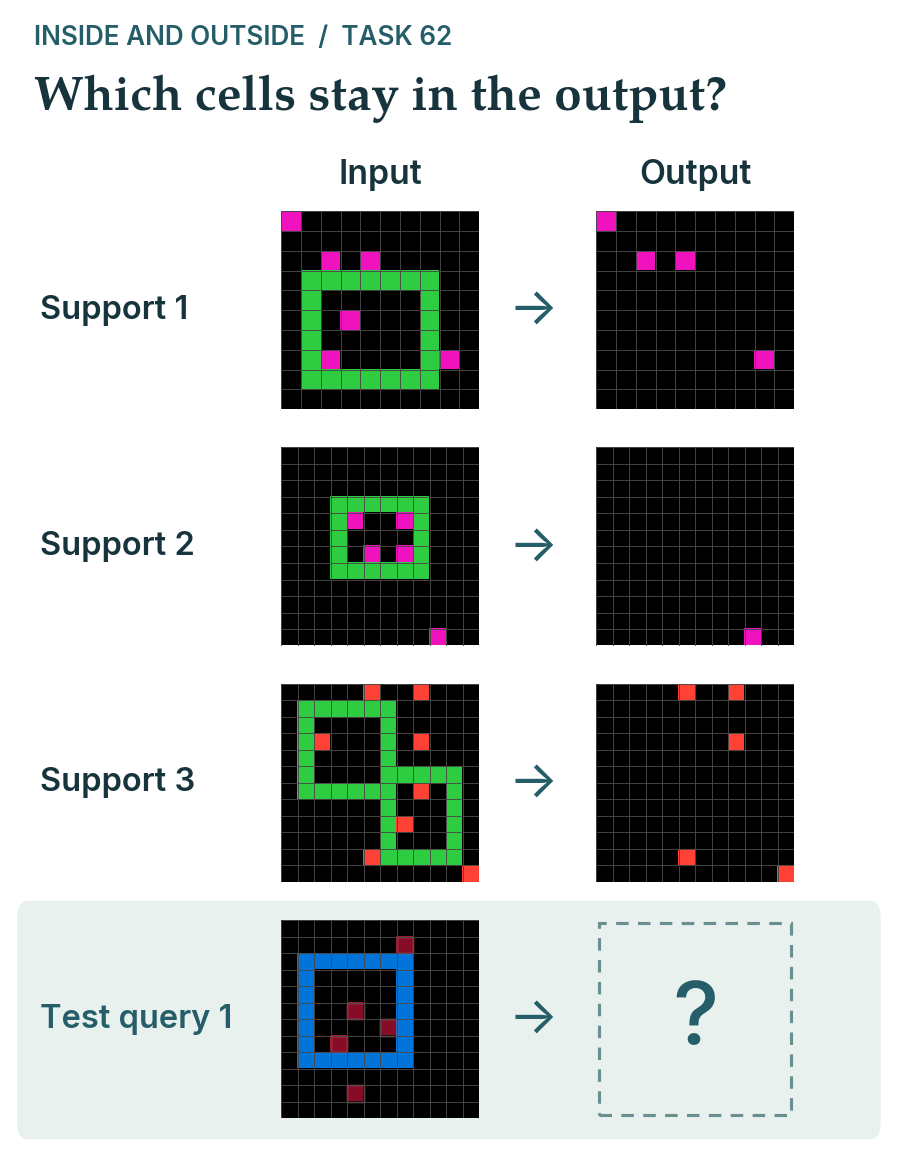 INSIDE AND OUTSIDE / TASK 62
Which cells stay in the output?
Input Output
Support 1
Support 2
Support 3
Test query 1
?